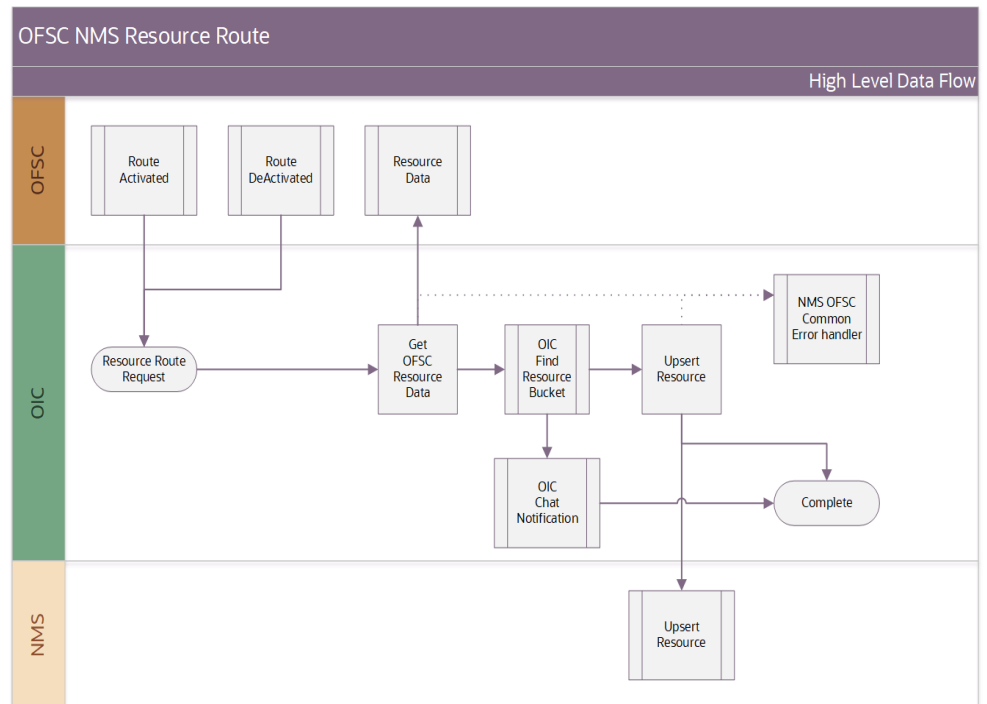 OFSC NMS Resource Route
High Level Data Flow
OFSC
Route
Activated
Route
DeActivated
Resource
Data
OIC
NMS OFSC
Common
Error handler
Resource Route
Request
Get
OFSC
Resource
Data
OIC
Find
Resource
Bucket
Upsert
Resource
OIC
Chat
Notification
Complete
NMS
Upsert
Resource